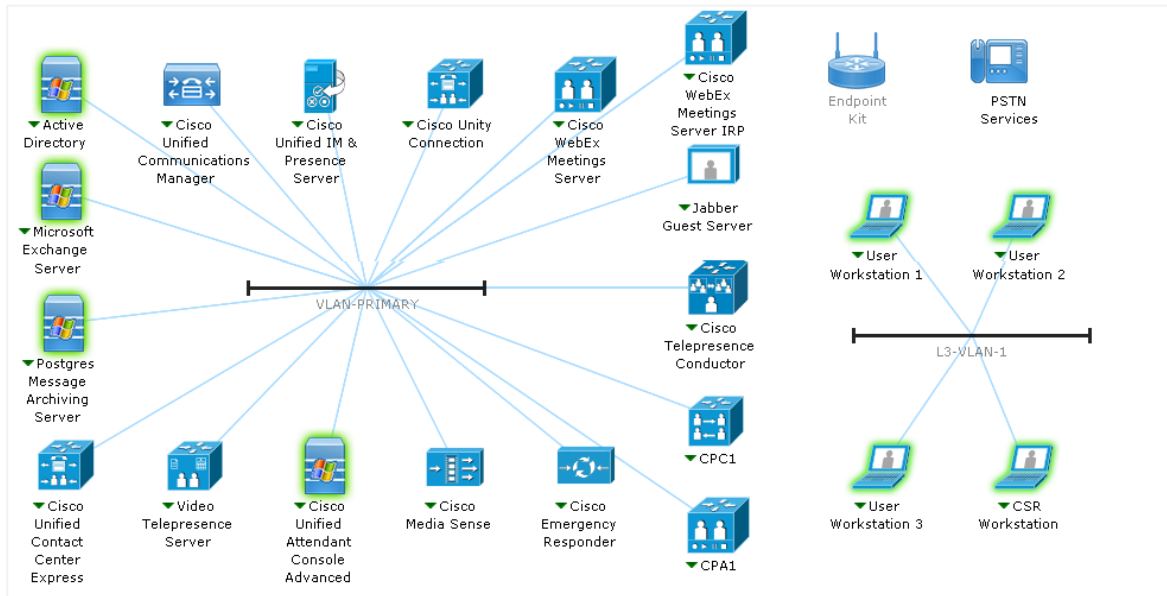 Active
Directory
Cisco
Unified
Communications
Manager
Cisco
Unified IM &
Presence
Server
Cisco Unity
Connection
Cisco
WebEx
Meetings
Server
Cisco
WebEx
Meetings
Server IRP
Endpoint
Kit
PSTN
Services
Microsoft
Exchange
Server
Jabber
Guest Server
User
Workstation 1
User
Workstation 2
VLAN-PRIMARY
Cisco
Telepresence
Conductor
L3-VLAN-1
Postgres
Message
Archiving
Server
CPC1
Cisco
Unified
Contact
Center
Express
Video
Telepresence
Server
Cisco
Unified
Attendant
Console
Advanced
Cisco
Media Sense
Cisco
Emergency
Responder
CPA1
User
Workstation 3
CSR
Workstation